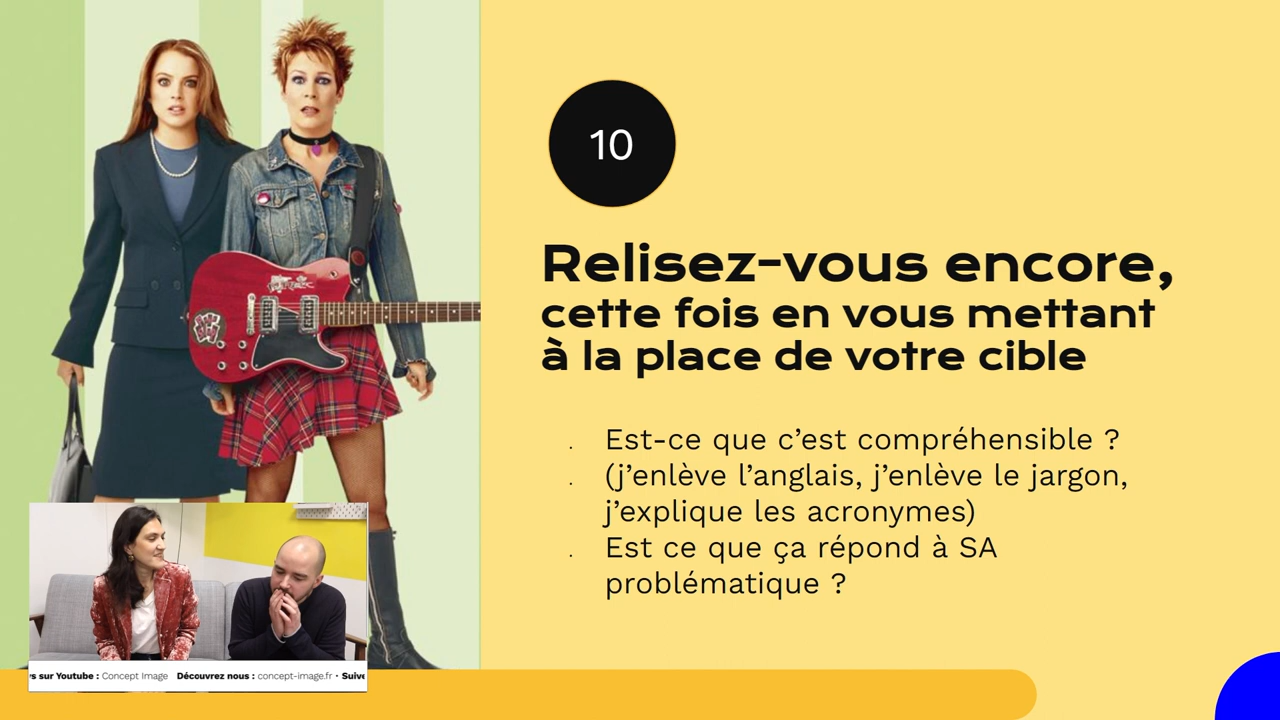 10
Relisez-vous encore,
cette fois en vous mettant
à la place de votre cible
. Est-ce que c’est compréhensible ?
. (j’enlève l’anglais, j’enlève le jargon,
j’explique les acronymes)
. Est ce que ça répond à SA
problématique ?
sur Youtube : Concept Image Découvrez nous : concept-image.fr •